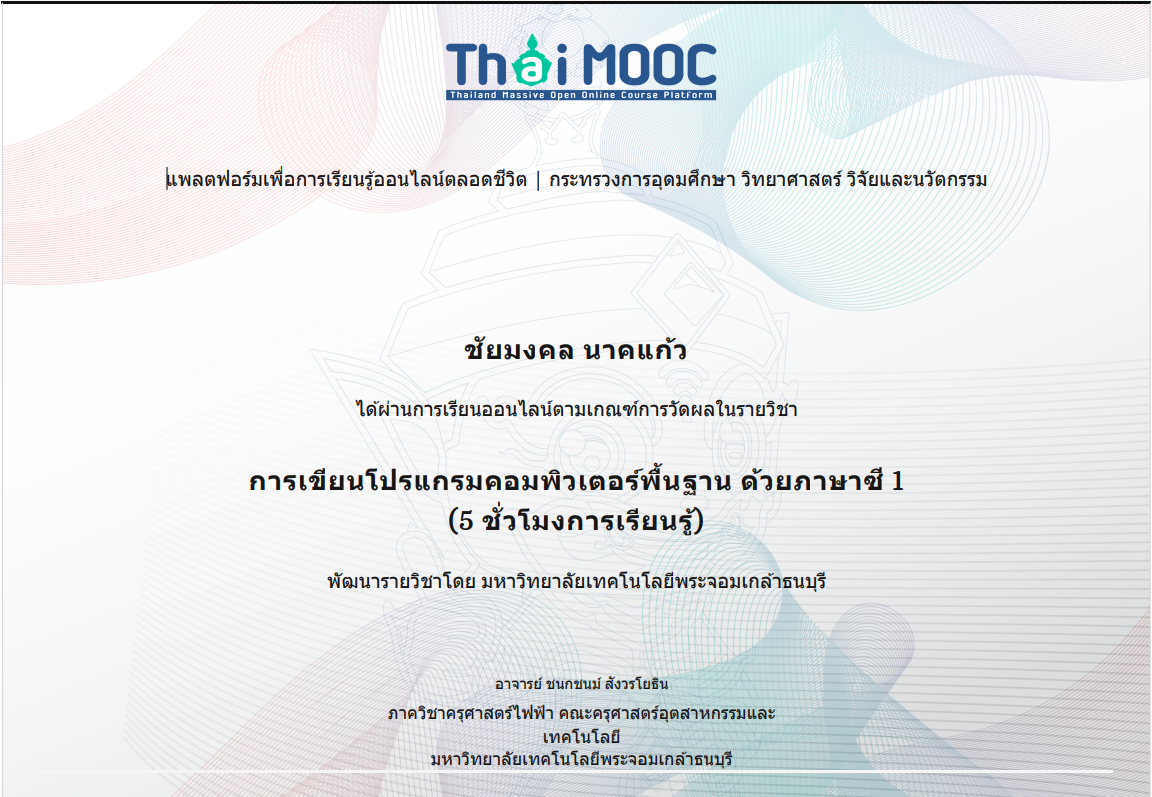 Thai MOOC
Thailand Massive Open Online Course Platform
แพลตฟอร์มเพื่อการเรียนรู้ออนไลน์ตลอดชีวิต | กระทรวงการอุดมศึกษา วิทยาศาสตร์ วิจัยและนวัตกรรม
ชัยมงคล นาคแก้ว
ได้ผ่านการเรียนออนไลน์ตามเกณฑ์การวัดผลในรายวิชา
การเขียนโปรแกรมคอมพิวเตอร์พื้นฐาน ด้วยภาษาซี 1
(5 ชั่วโมงการเรียนรู้)
พัฒนารายวิชาโดย มหาวิทยาลัยเทคโนโลยีพระจอมเกล้าธนบุรี
อาจารย์ ชนกชนม์ สังวรโยธิน
ภาควิชาครุศาสตร์ไฟฟ้า คณะครุศาสตร์อุตสาหกรรมและ
เทคโนโลยี
มหาวิทยาลัยเทคโนโลยีพระจอมเกล้าธนบุรี